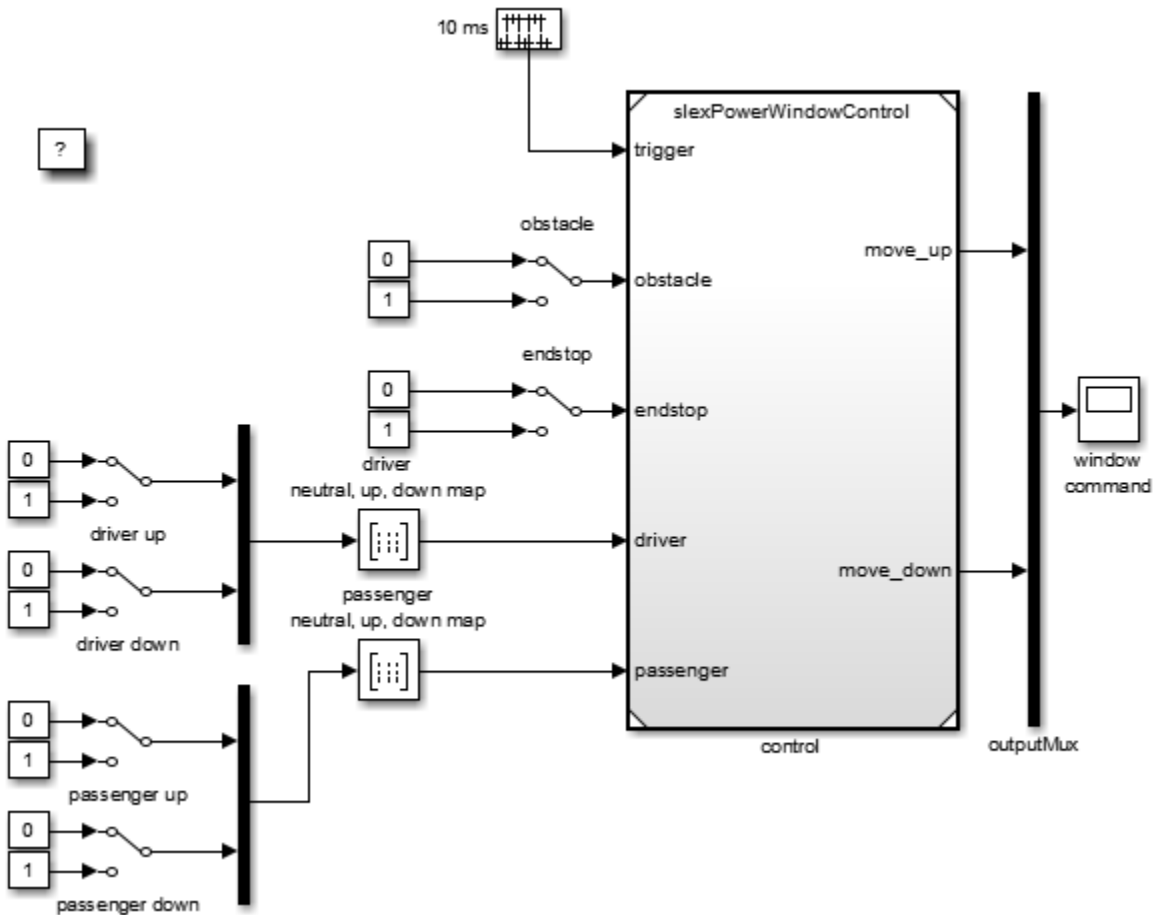 10 ms
slexPowerWindowControl
trigger
?
obstacle
0
1
obstacle
move_up
endstop
0
1
endstop
driver
neutral, up, down map
driver
passenger
neutral, up, down map
passenger
move_down
control
outputMux
window
command
0
1
driver up
0
1
driver down
0
1
passenger up
0
1
passenger down